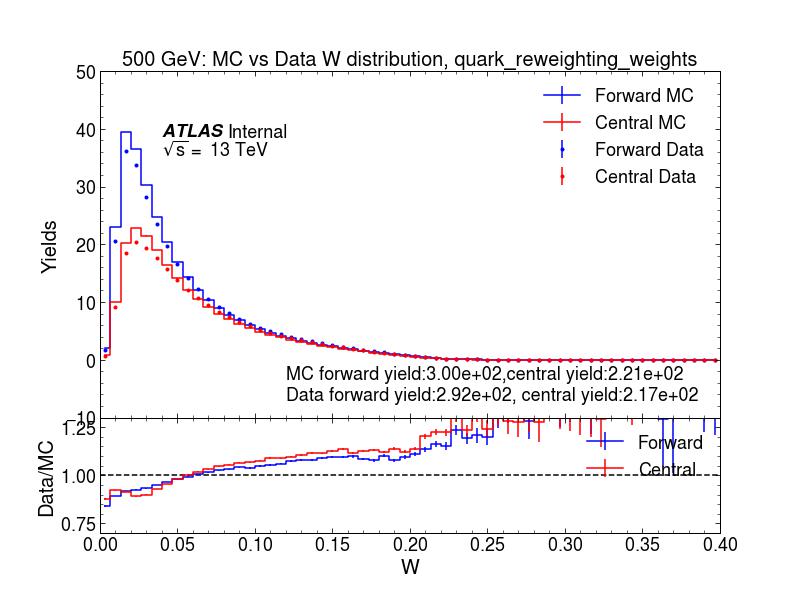 500 GeV: MC vs Data W distribution, quark_reweighting_weights
50
40
30
20
10
0
−10
Yields
ATLAS Internal
√s = 13 TeV
Forward MC
Central MC
Forward Data
Central Data
MC forward yield:3.00e+02,central yield:2.21e+02
Data forward yield:2.92e+02, central yield:2.17e+02
1.25
1.00
0.75
Data/MC
Forward
Central
0.00 0.05 0.10 0.15 0.20 0.25 0.30 0.35 0.40
W